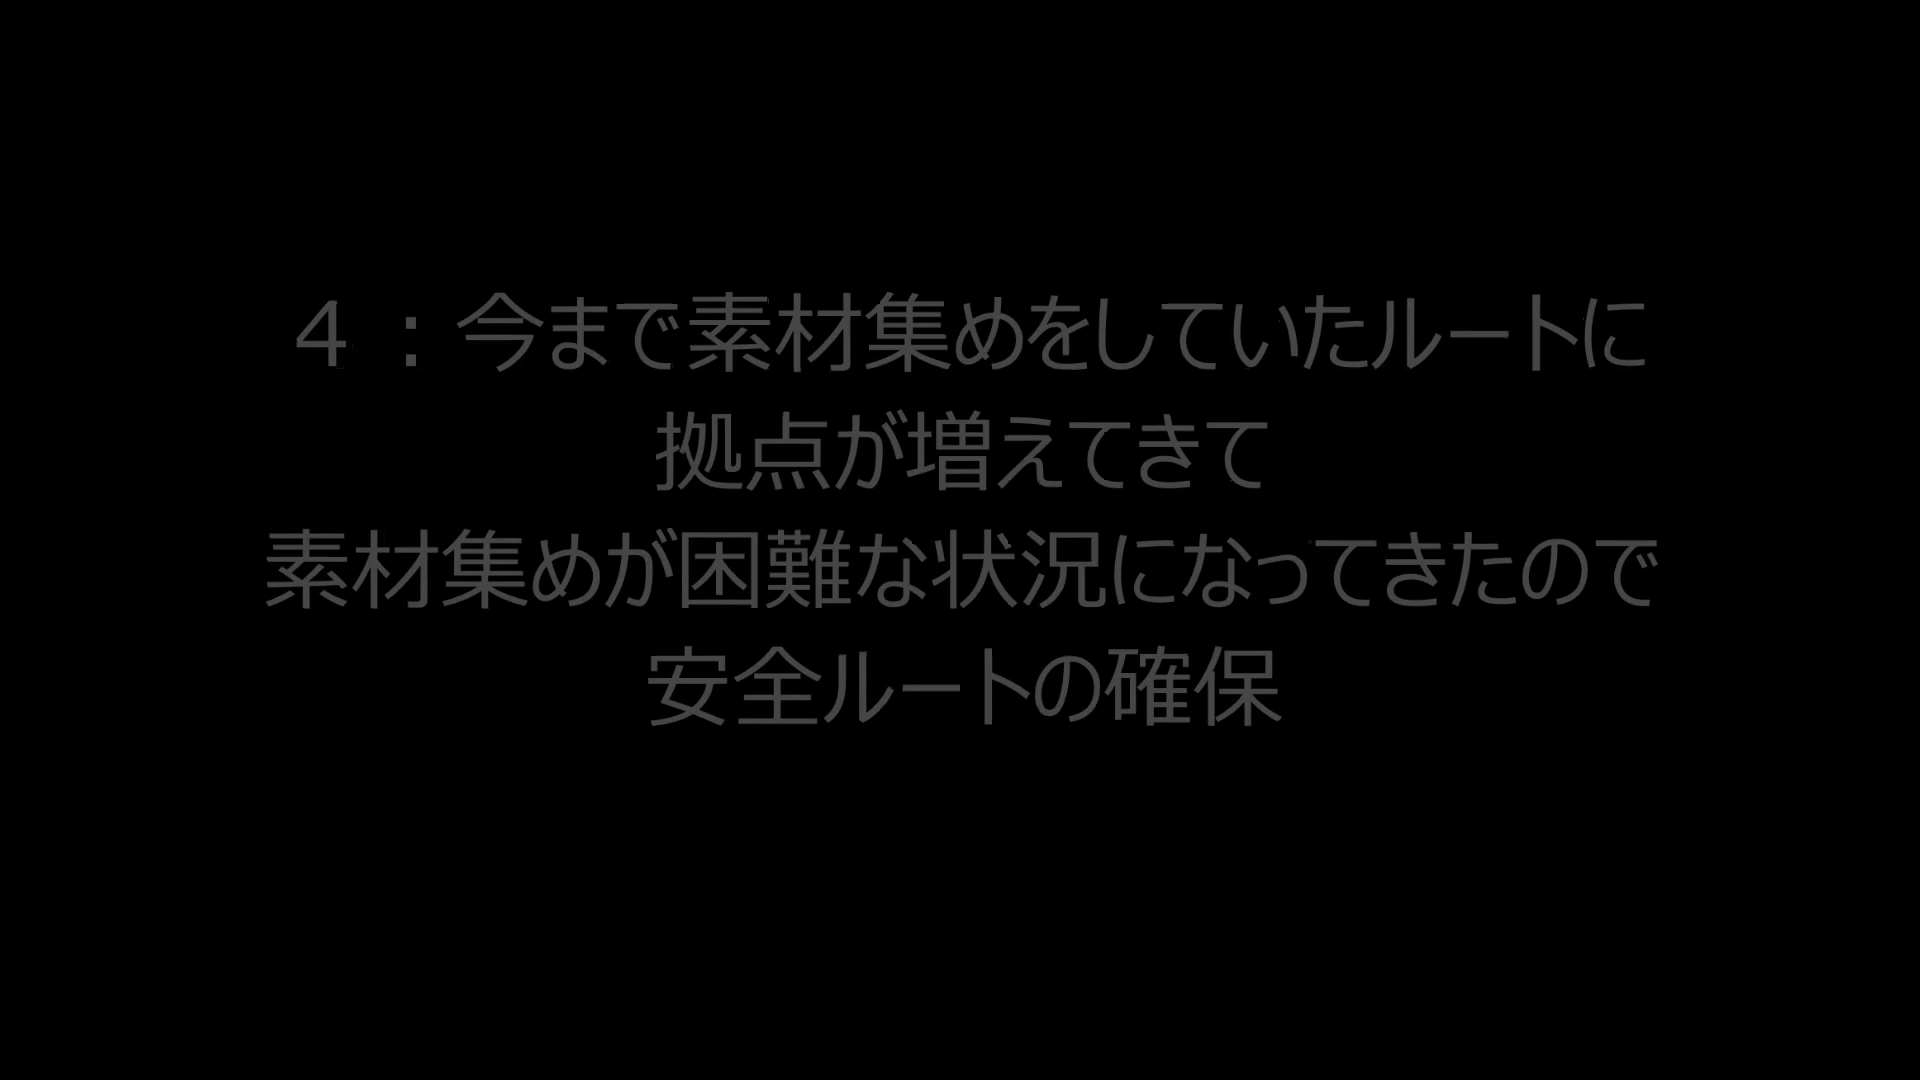 ４：今まで素材集めをしていたルートに
拠点が増えてきて
素材集めが困難な状況になってきたので
安全ルートの確保